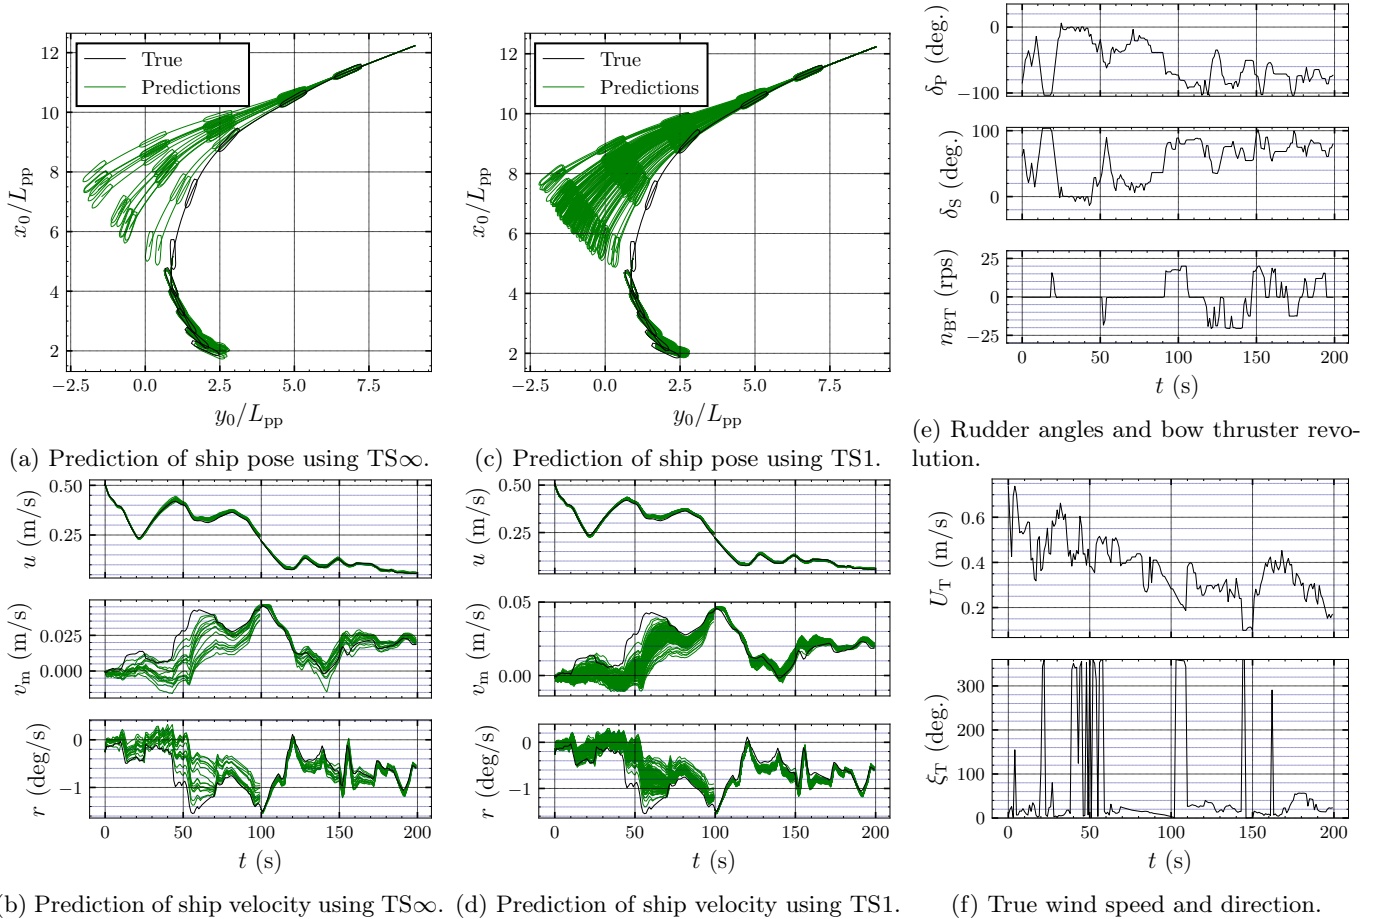 12
10
8
6
4
2
−2.5 0.0 2.5 5.0 7.5
x₀/Lpp
y₀/Lpp
True
Predictions
(a) Prediction of ship pose using TS∞.
12
10
8
6
4
2
−2.5 0.0 2.5 5.0 7.5
x₀/Lpp
y₀/Lpp
True
Predictions
(c) Prediction of ship pose using TS1.
δP (deg.)
0
−100
δS (deg.)
100
0
nBT (rps)
25
0
−25
0 50 100 150 200
t (s)
(e) Rudder angles and bow thruster revo-
lution.
u (m/s)
0.50
0.25
vm (m/s)
0.025
0.000
r (deg/s)
0
−1
0 50 100 150 200
t (s)
(b) Prediction of ship velocity using TS∞.
u (m/s)
0.50
0.25
vm (m/s)
0.05
0.00
r (deg/s)
0
−1
0 50 100 150 200
t (s)
(d) Prediction of ship velocity using TS1.
UT (m/s)
0.6
0.4
0.2
ξT (deg.)
300
200
100
0
0 50 100 150 200
t (s)
(f) True wind speed and direction.